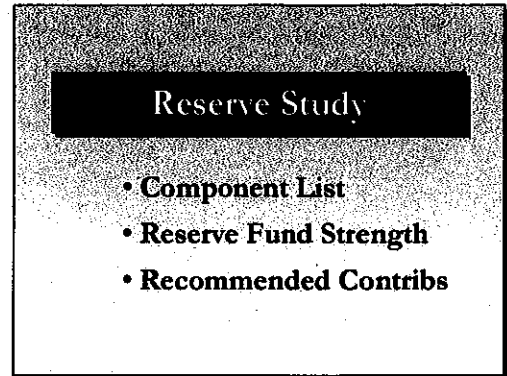 Reserve Study
• Component List
• Reserve Fund Strength
• Recommended Contribs